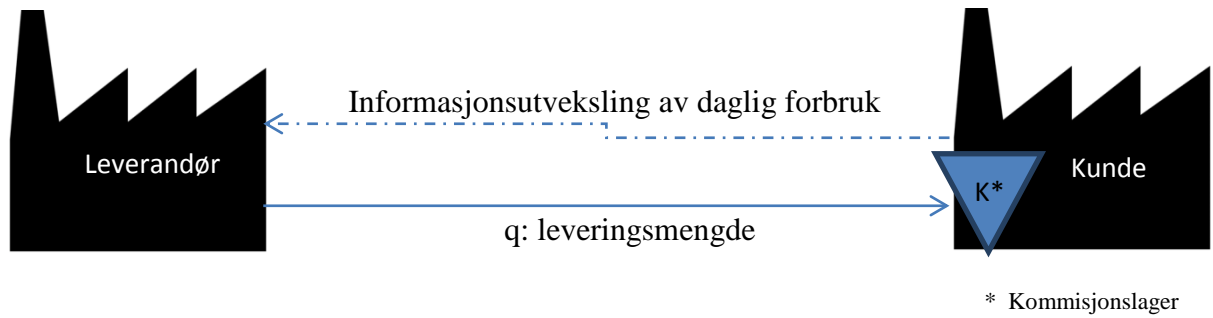 Informasjonsutveksling av daglig forbruk
Leverandør
Kunde
K*
q: leveringsmengde
* Kommisjonslager